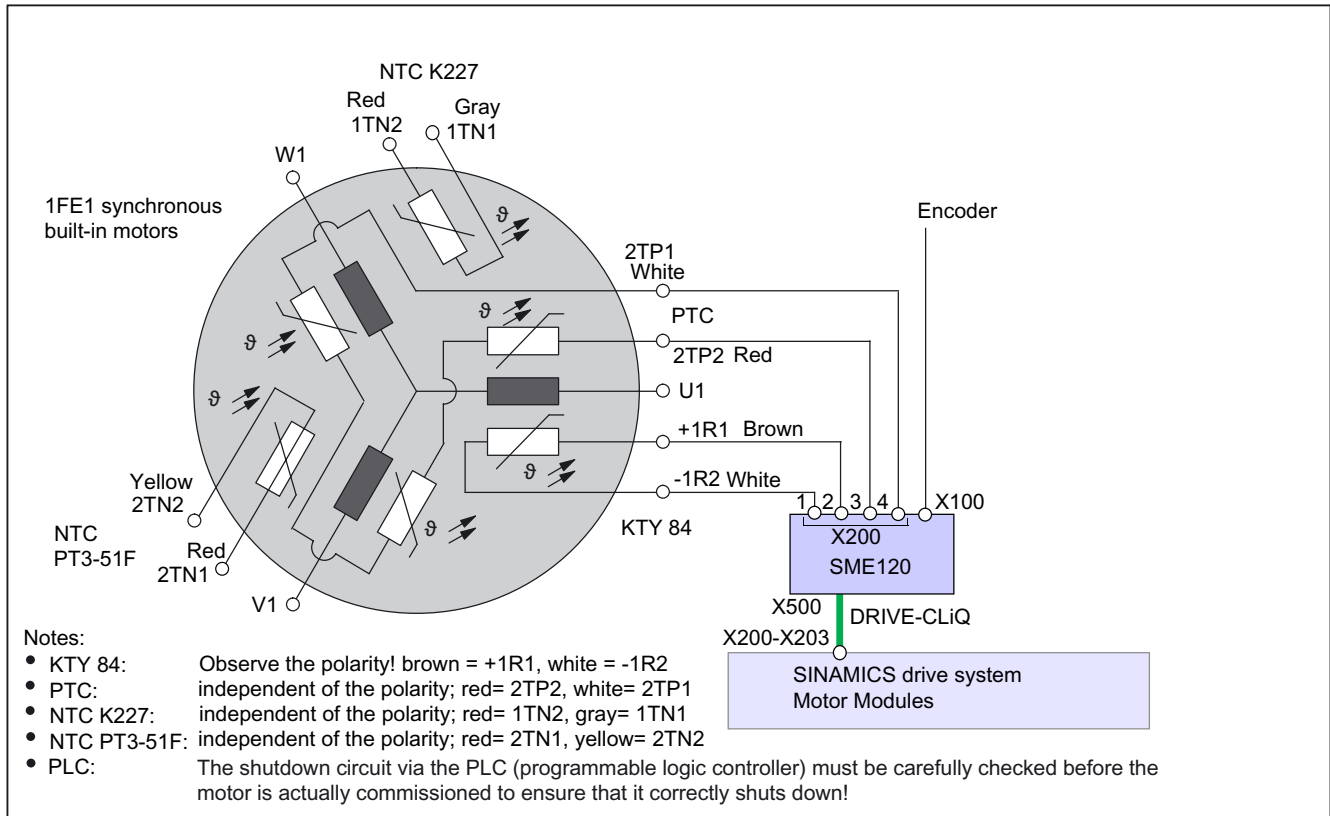 NTC K227
Red
1TN2
Gray
1TN1
W1
1FE1 synchronous
built-in motors
Encoder
2TP1
White
ϑ
ϑ
PTC
2TP2 Red
ϑ
U1
ϑ
+1R1 Brown
ϑ
-1R2 White
Yellow
2TN2
KTY 84
ϑ
1 2 3 4
X100
X200
SME120
NTC
PT3-51F
Red
2TN1
V1
X500
DRIVE-CLiQ
X200-X203
SINAMICS drive system
Motor Modules
Notes:
• KTY 84: Observe the polarity! brown = +1R1, white = -1R2
• PTC: independent of the polarity; red= 2TP2, white= 2TP1
• NTC K227: independent of the polarity; red= 1TN2, gray= 1TN1
• NTC PT3-51F: independent of the polarity; red= 2TN1, yellow= 2TN2
• PLC: The shutdown circuit via the PLC (programmable logic controller) must be carefully checked before the
motor is actually commissioned to ensure that it correctly shuts down!